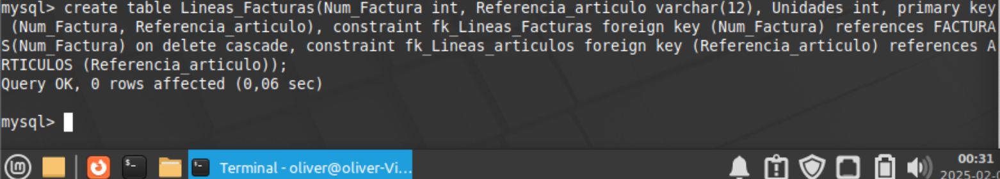 mysql> create table Lineas_Facturas(Num_Factura int, Referencia_articulo varchar(12), Unidades int, primary key
 (Num_Factura, Referencia_articulo), constraint fk_Lineas_Facturas foreign key (Num_Factura) references FACTURA
S(Num_Factura) on delete cascade, constraint fk_Lineas_articulos foreign key (Referencia_articulo) references A
RTICULOS (Referencia_articulo));
Query OK, 0 rows affected (0,06 sec)
mysql>
Terminal - oliver@oliver-Vi...
00:31
2025-02-